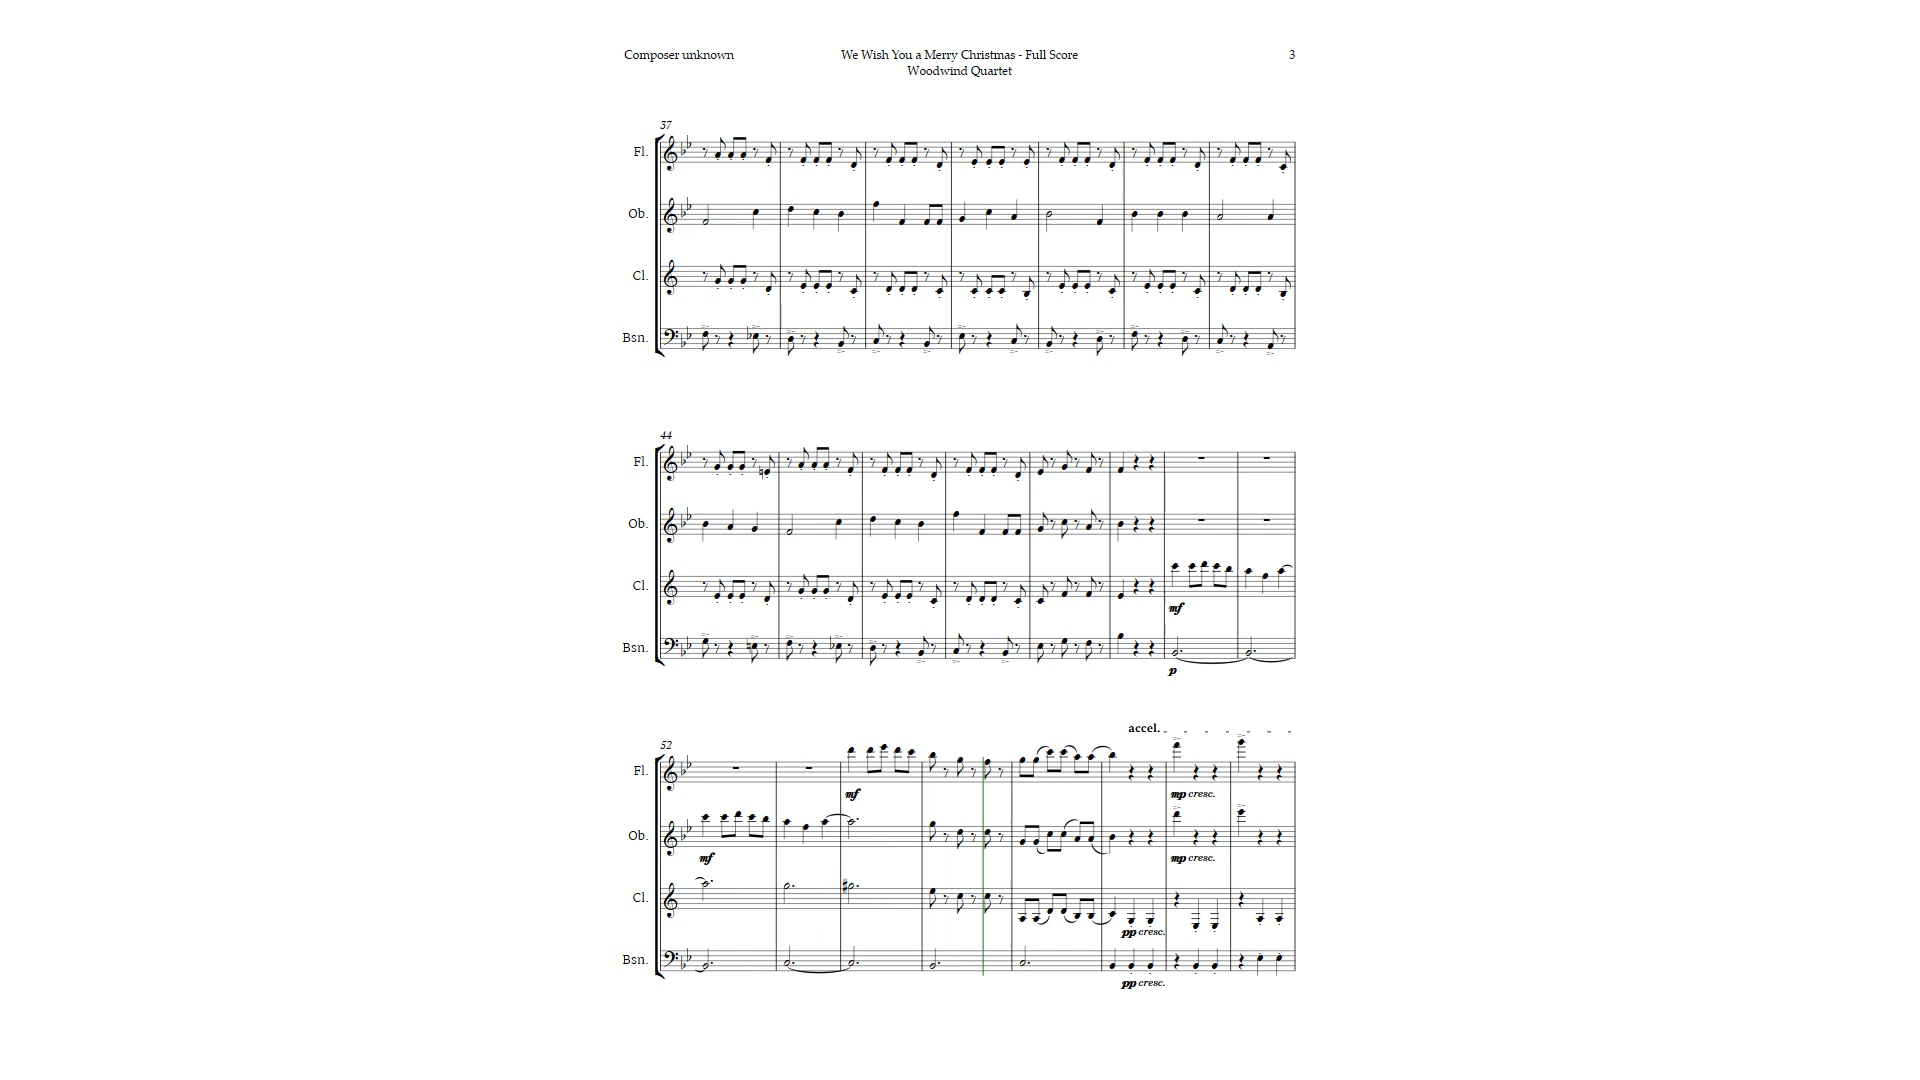 Composer unknown
We Wish You a Merry Christmas - Full Score
3
Woodwind Quartet
37
Fl.
Ob.
Cl.
Bsn.
44
Fl.
Ob.
Cl.
mf
Bsn.
p
accel.
52
Fl.
mf
mp cresc.
Ob.
mf
mp cresc.
Cl.
pp cresc.
Bsn.
pp cresc.